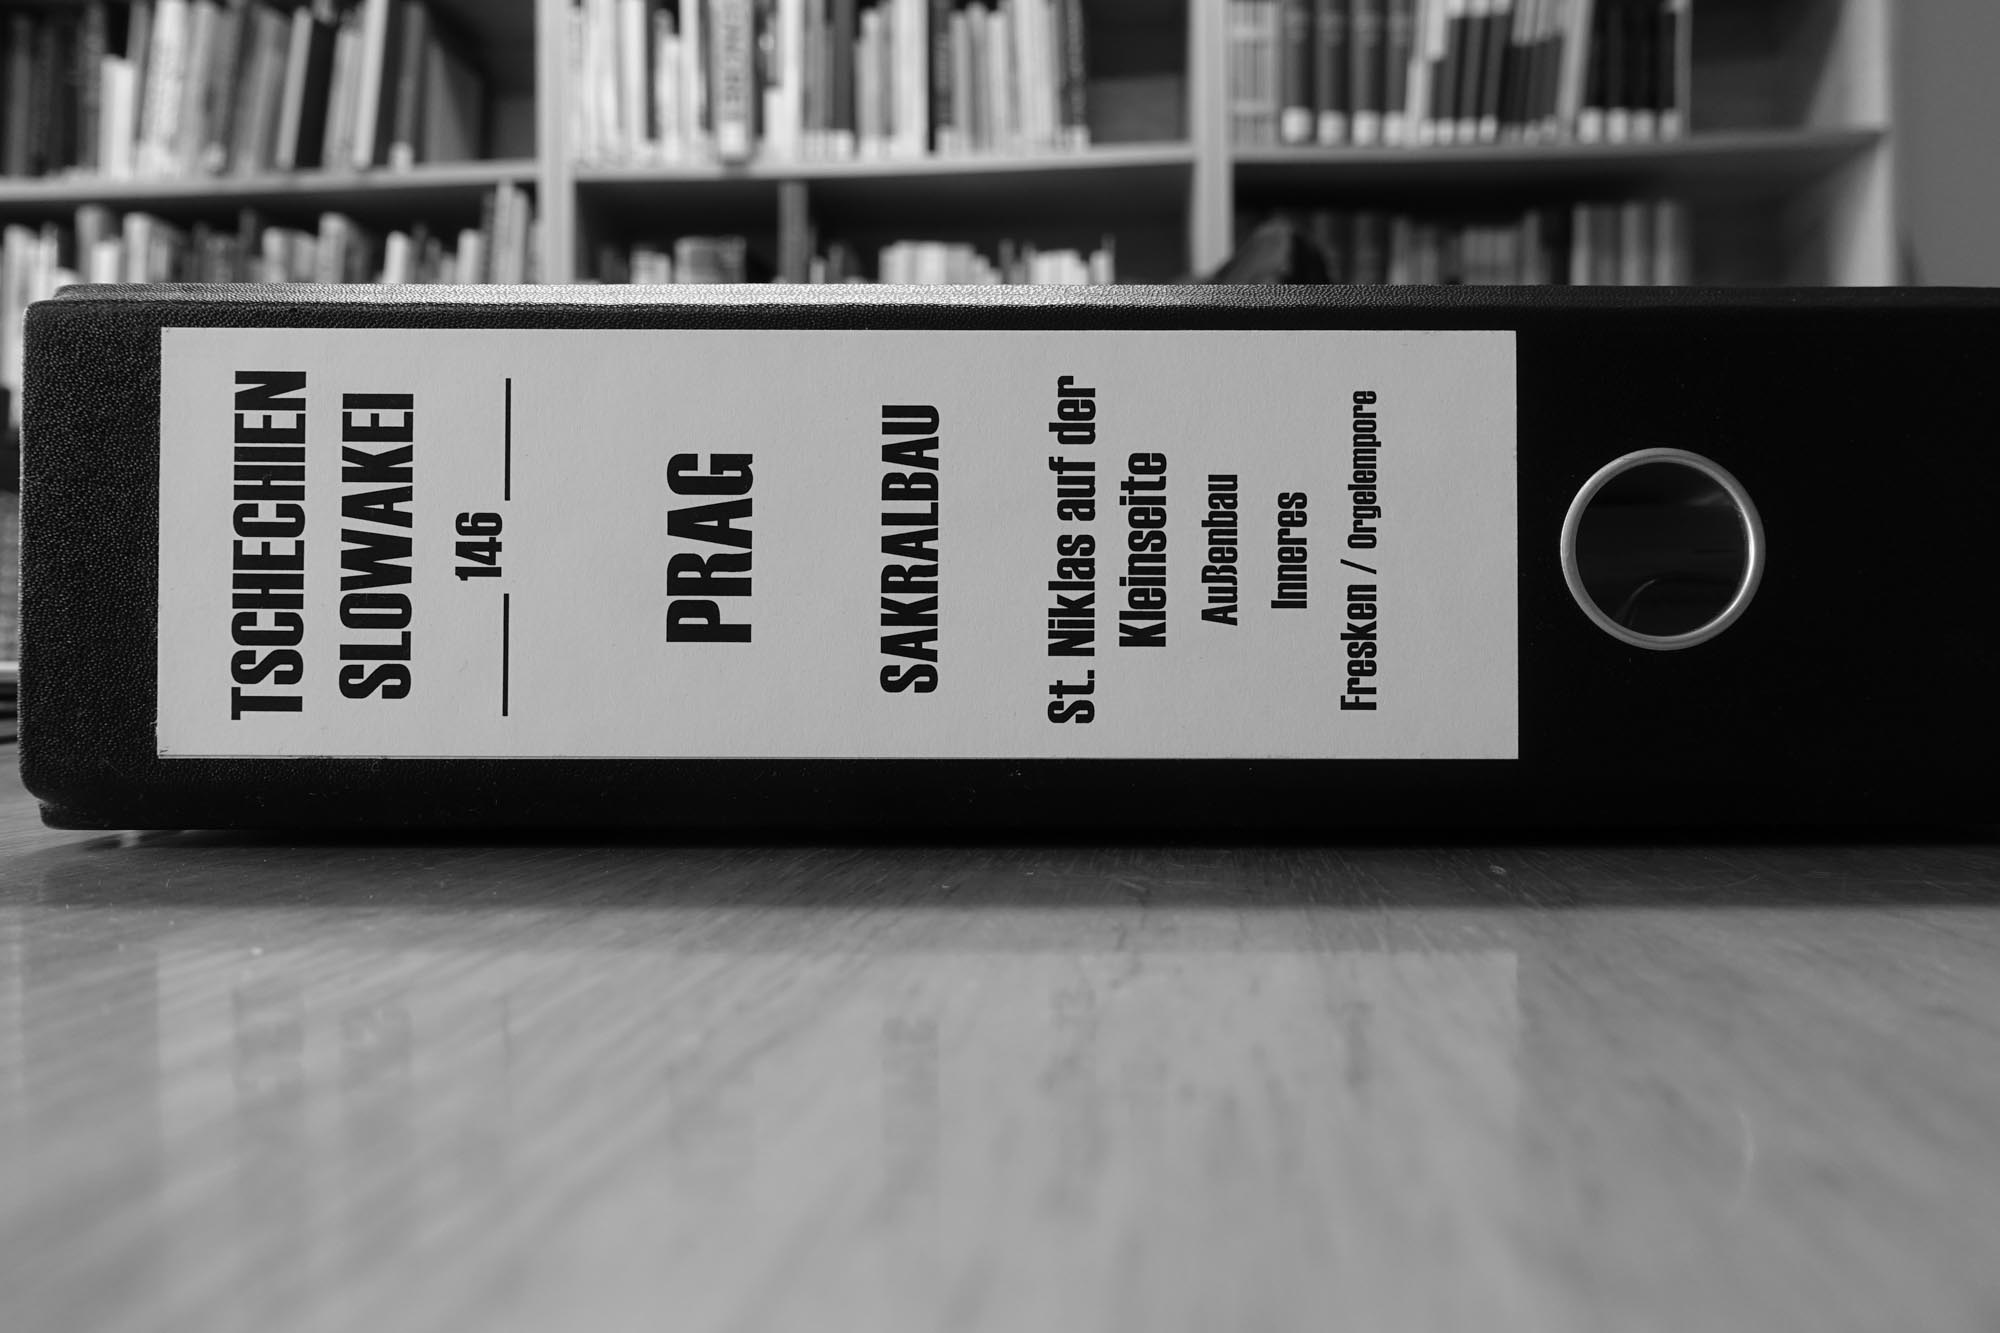 TSCHECHIEN
SLOWAKEI
146
PRAG
SAKRALBAU
St. Niklas auf der
Kleinseite
Außenbau
Inneres
Fresken / Orgelempore